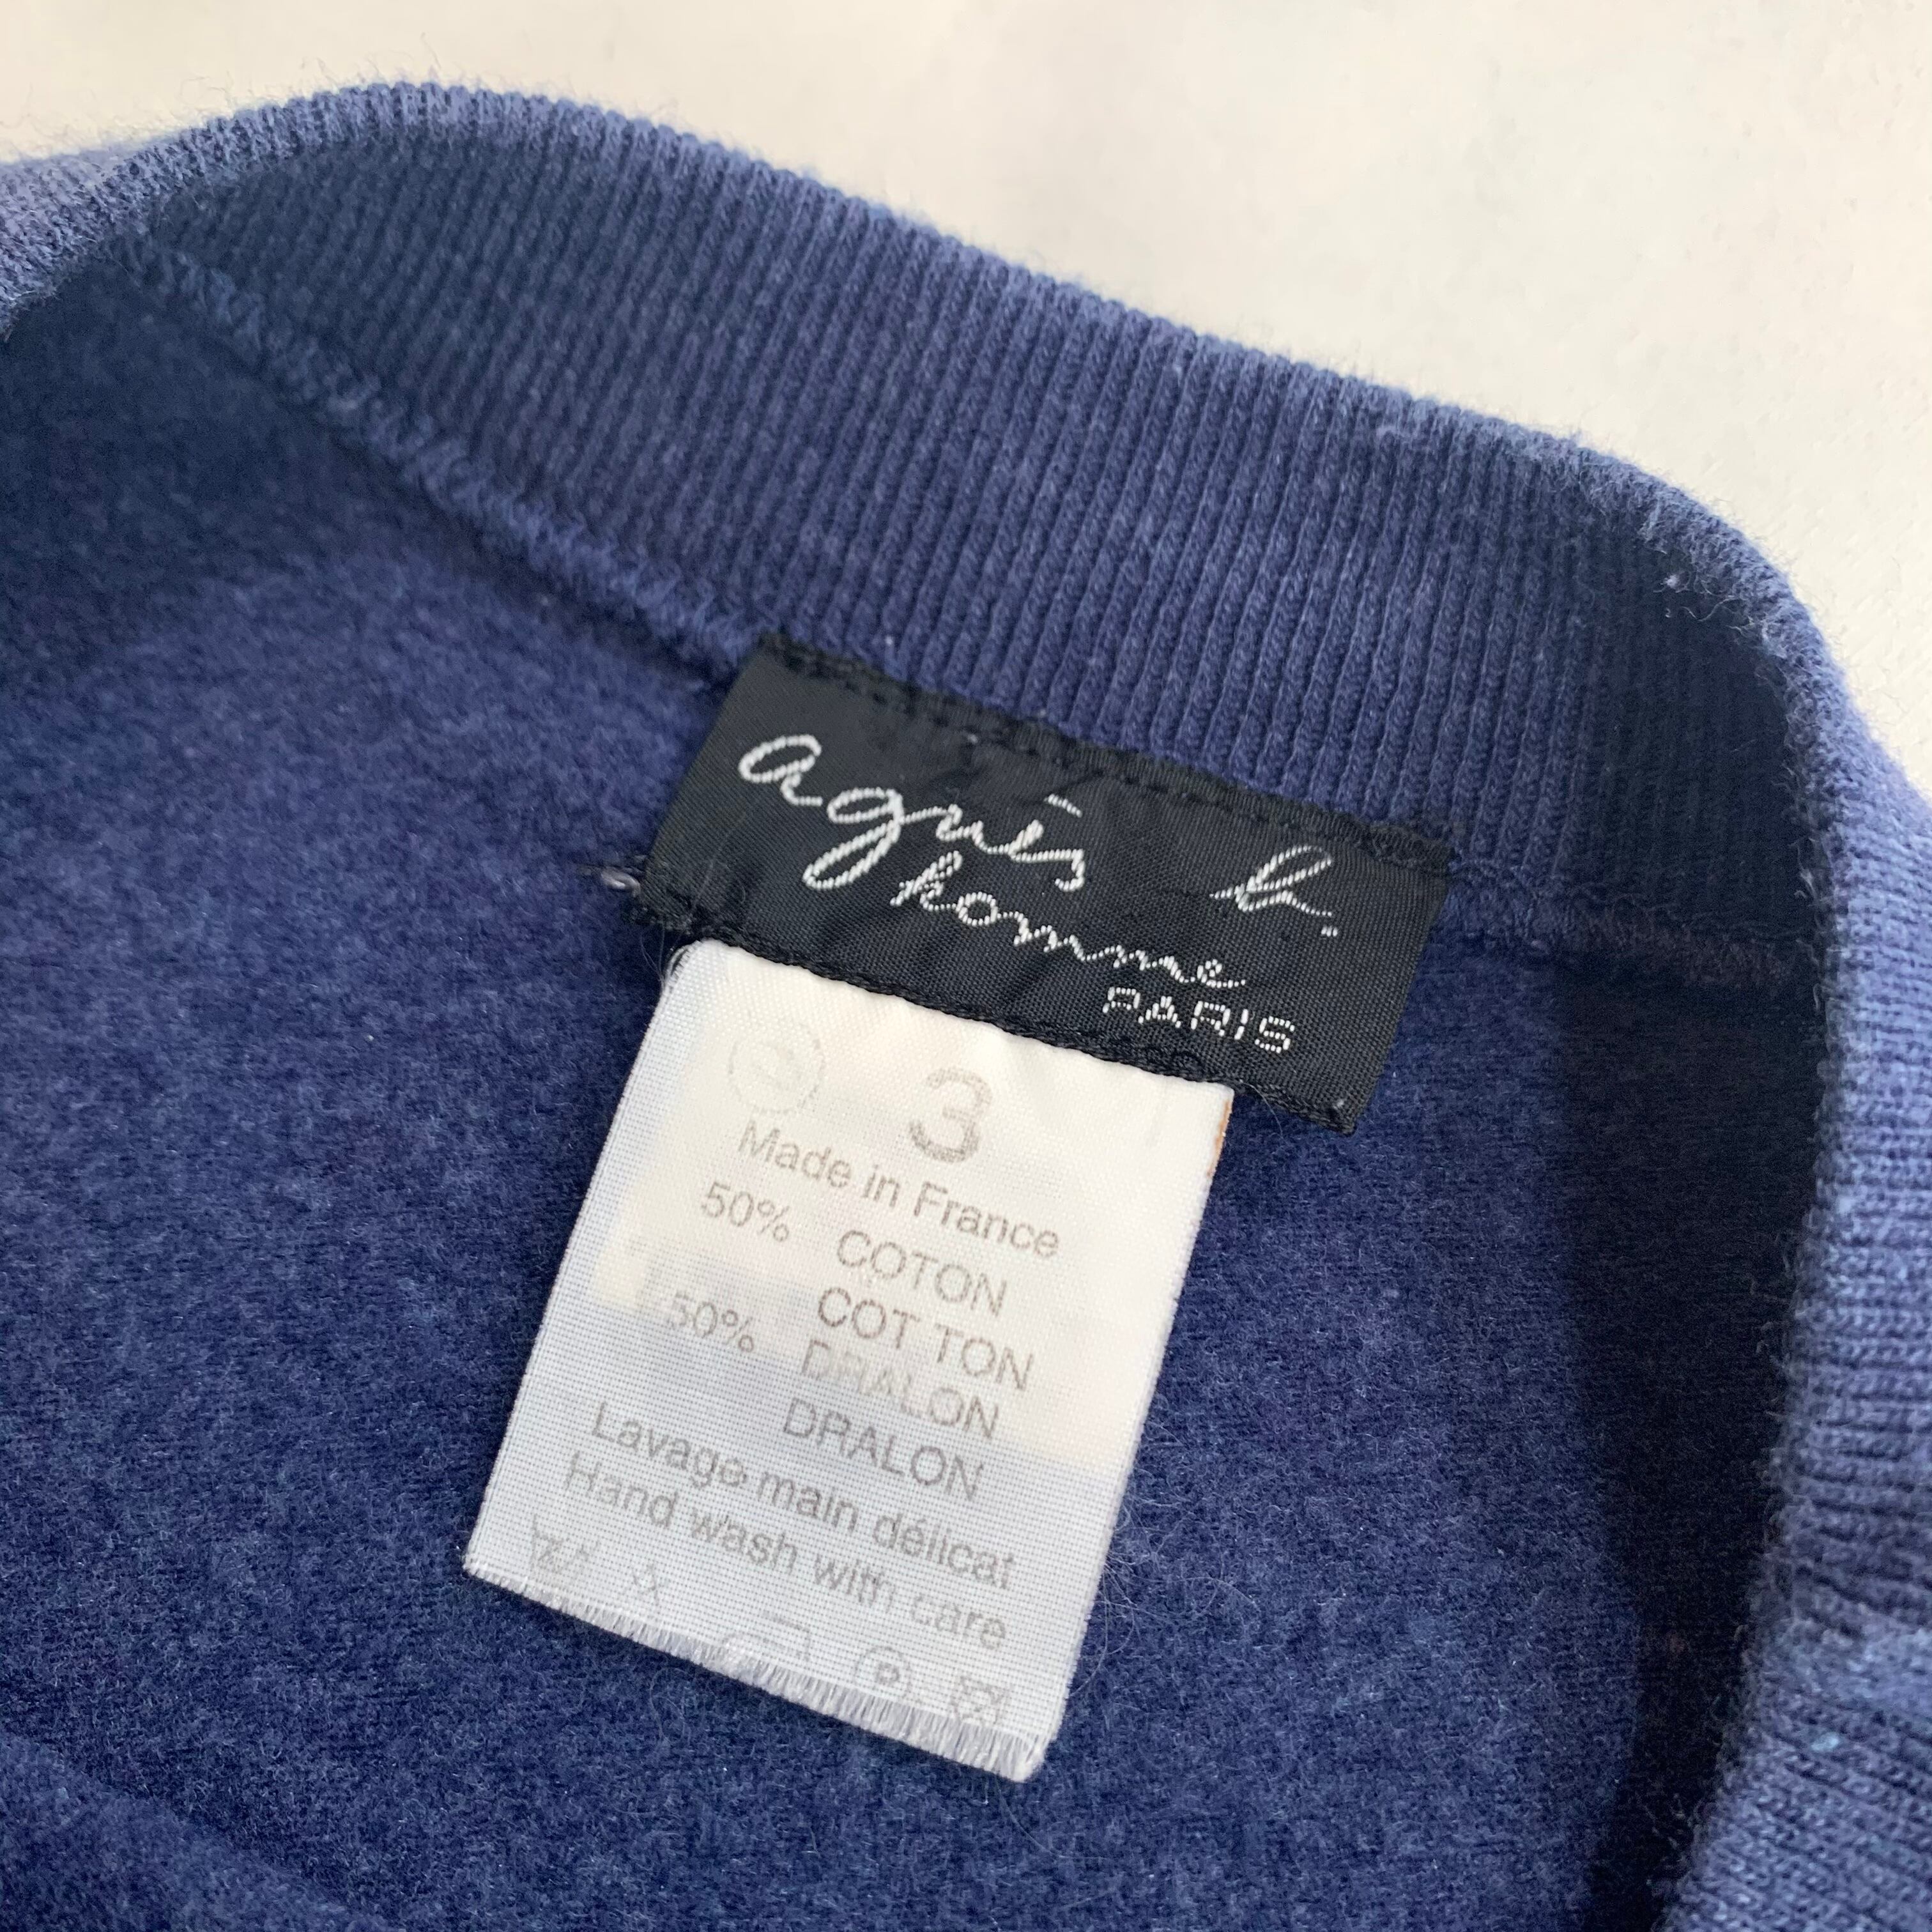 agnès b.
homme
PARIS
3
Made in France
50% COTON
COT TON
50% DRALON
DRALON
Lavage main délicat
Hand wash with care
P